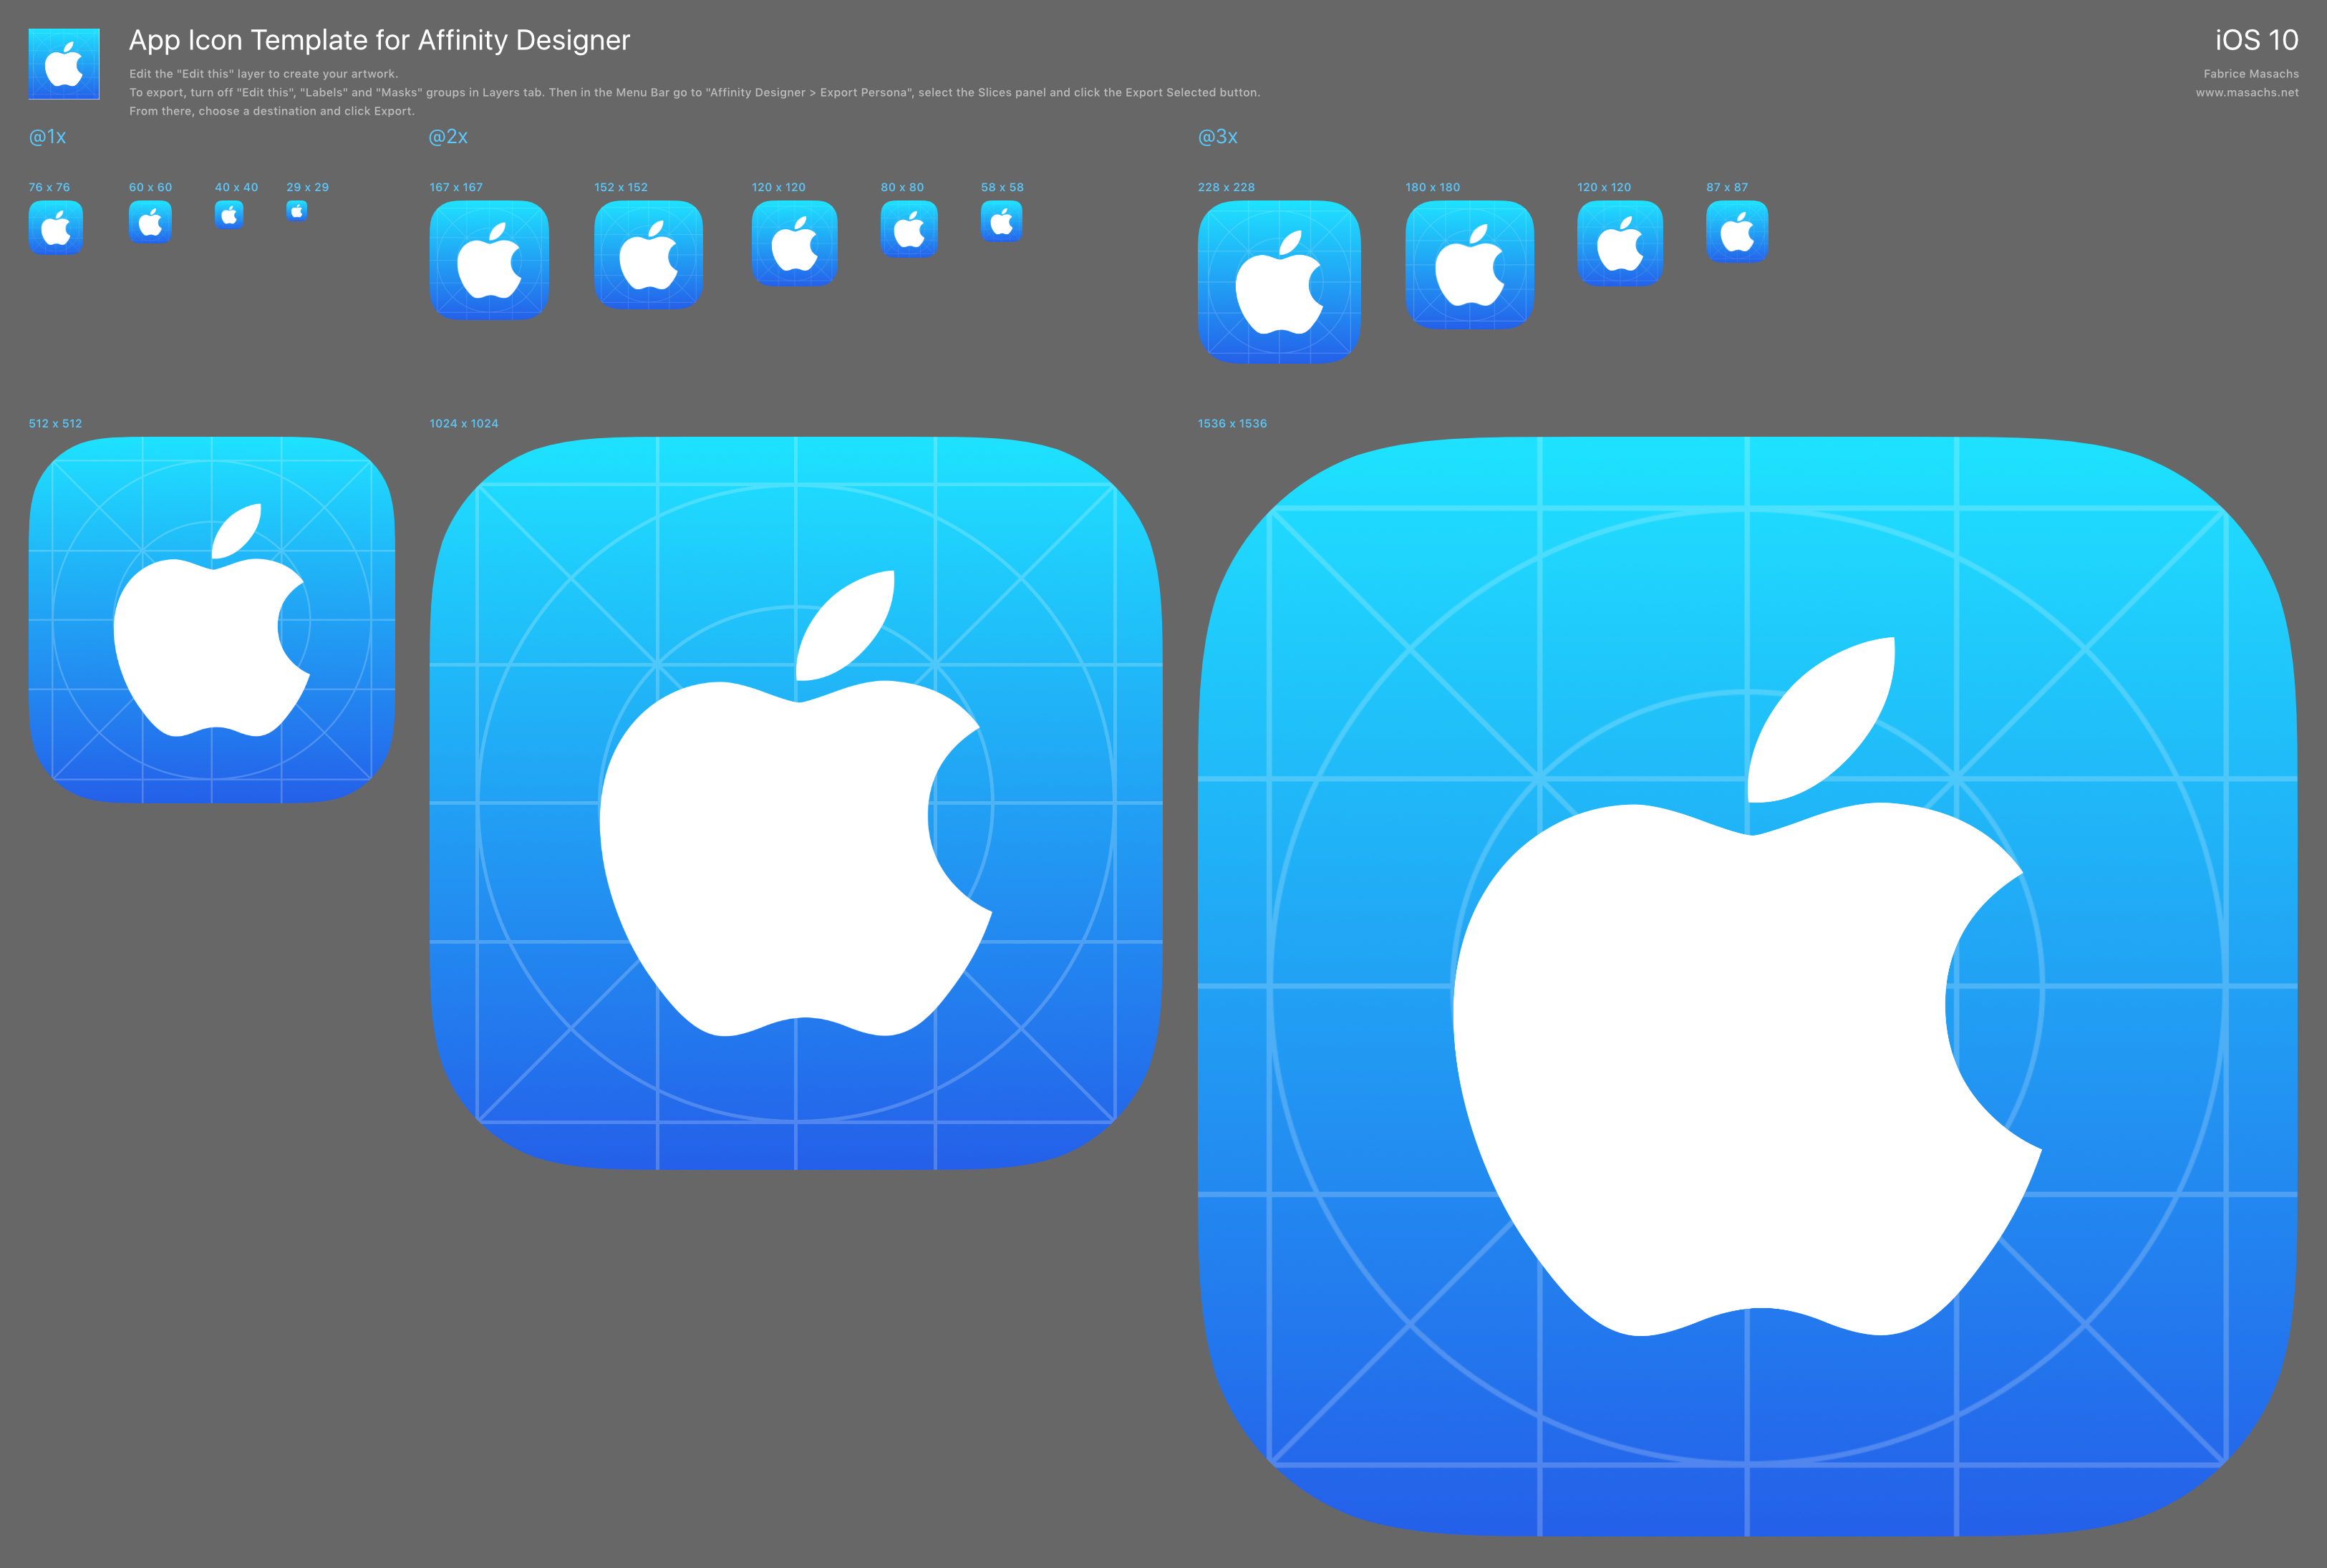 App Icon Template for Affinity Designer
Edit the "Edit this" layer to create your artwork.
To export, turn off "Edit this", "Labels" and "Masks" groups in Layers tab. Then in the Menu Bar go to "Affinity Designer > Export Persona", select the Slices panel and click the Export Selected button.
From there, choose a destination and click Export.
iOS 10
Fabrice Masachs
www.masachs.net
@1x
@2x
@3x
76 x 76
60 x 60
40 x 40
29 x 29
167 x 167
152 x 152
120 x 120
80 x 80
58 x 58
228 x 228
180 x 180
120 x 120
87 x 87
512 x 512
1024 x 1024
1536 x 1536